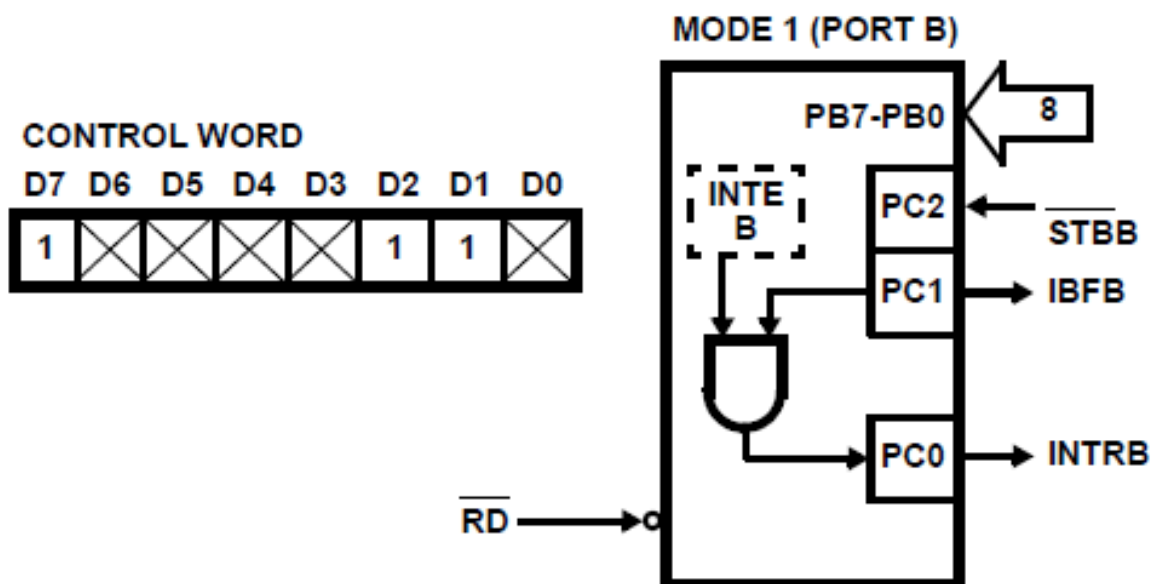 MODE 1 (PORT B)
CONTROL WORD
D7 D6 D5 D4 D3 D2 D1 D0
1 1 1
PB7-PB0
8
INTE
B
PC2
STBB
PC1
IBFB
PC0
INTRB
RD